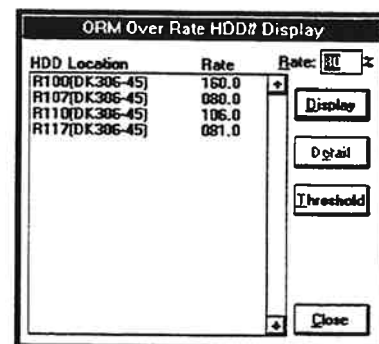 ORM Over Rate HDD# Display
HDD Location Rate Rate: 80 %
R100[DK306-45] 160.0
R107[DK306-45] 080.0
R110[DK306-45] 106.0
R117[DK306-45] 081.0
Display
Detail
Threshold
Close